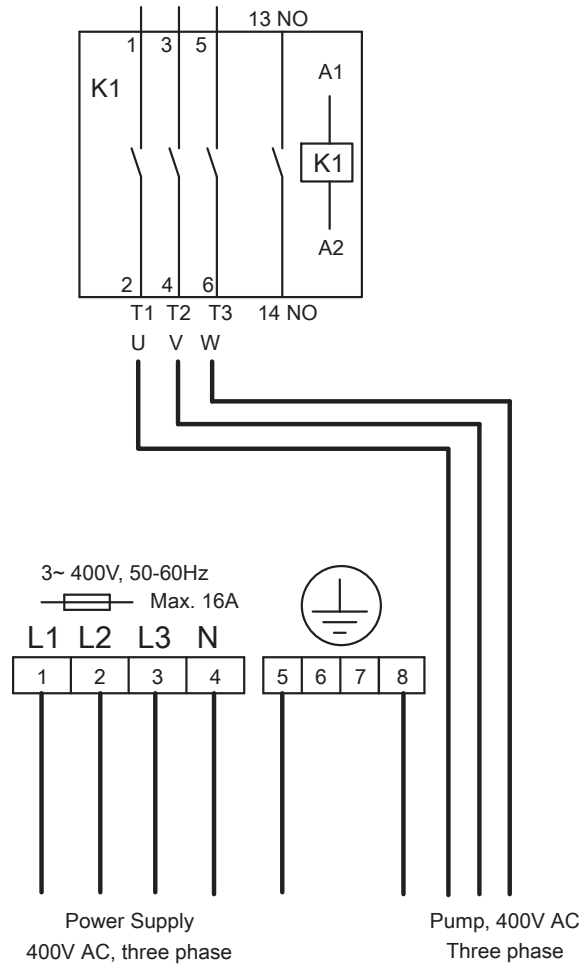 13 NO
1 3 5
A1
K1
K1
A2
2 4 6
T1 T2 T3 14 NO
U V W
3~ 400V, 50-60Hz
Max. 16A
L1 L2 L3 N
1 2 3 4 5 6 7 8
Power Supply
400V AC, three phase
Pump, 400V AC
Three phase